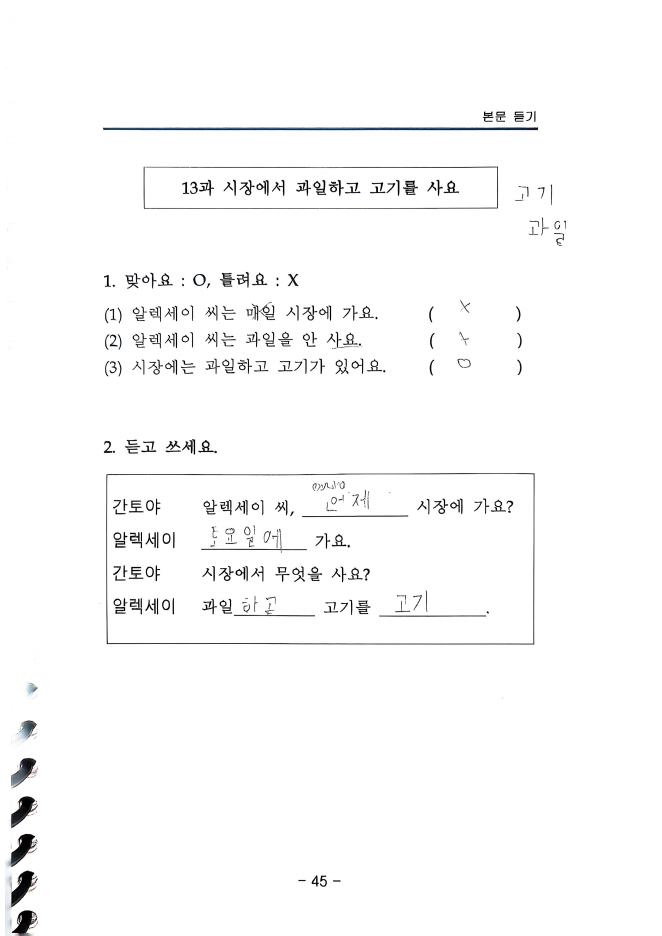 본문 듣기
13과 시장에서 과일하고 고기를 사요
고기
과일
1. 맞아요 : O, 틀려요 : X
(1) 알렉세이 씨는 매일 시장에 가요. ( X )
(2) 알렉세이 씨는 과일을 안 사요. ( X )
(3) 시장에는 과일하고 고기가 있어요. ( O )
2. 듣고 쓰세요.
간토야 알렉세이 씨, 언제 시장에 가요?
알렉세이 토요일에 가요.
간토야 시장에서 무엇을 사요?
알렉세이 과일하고 고기를 고기.
- 45 -